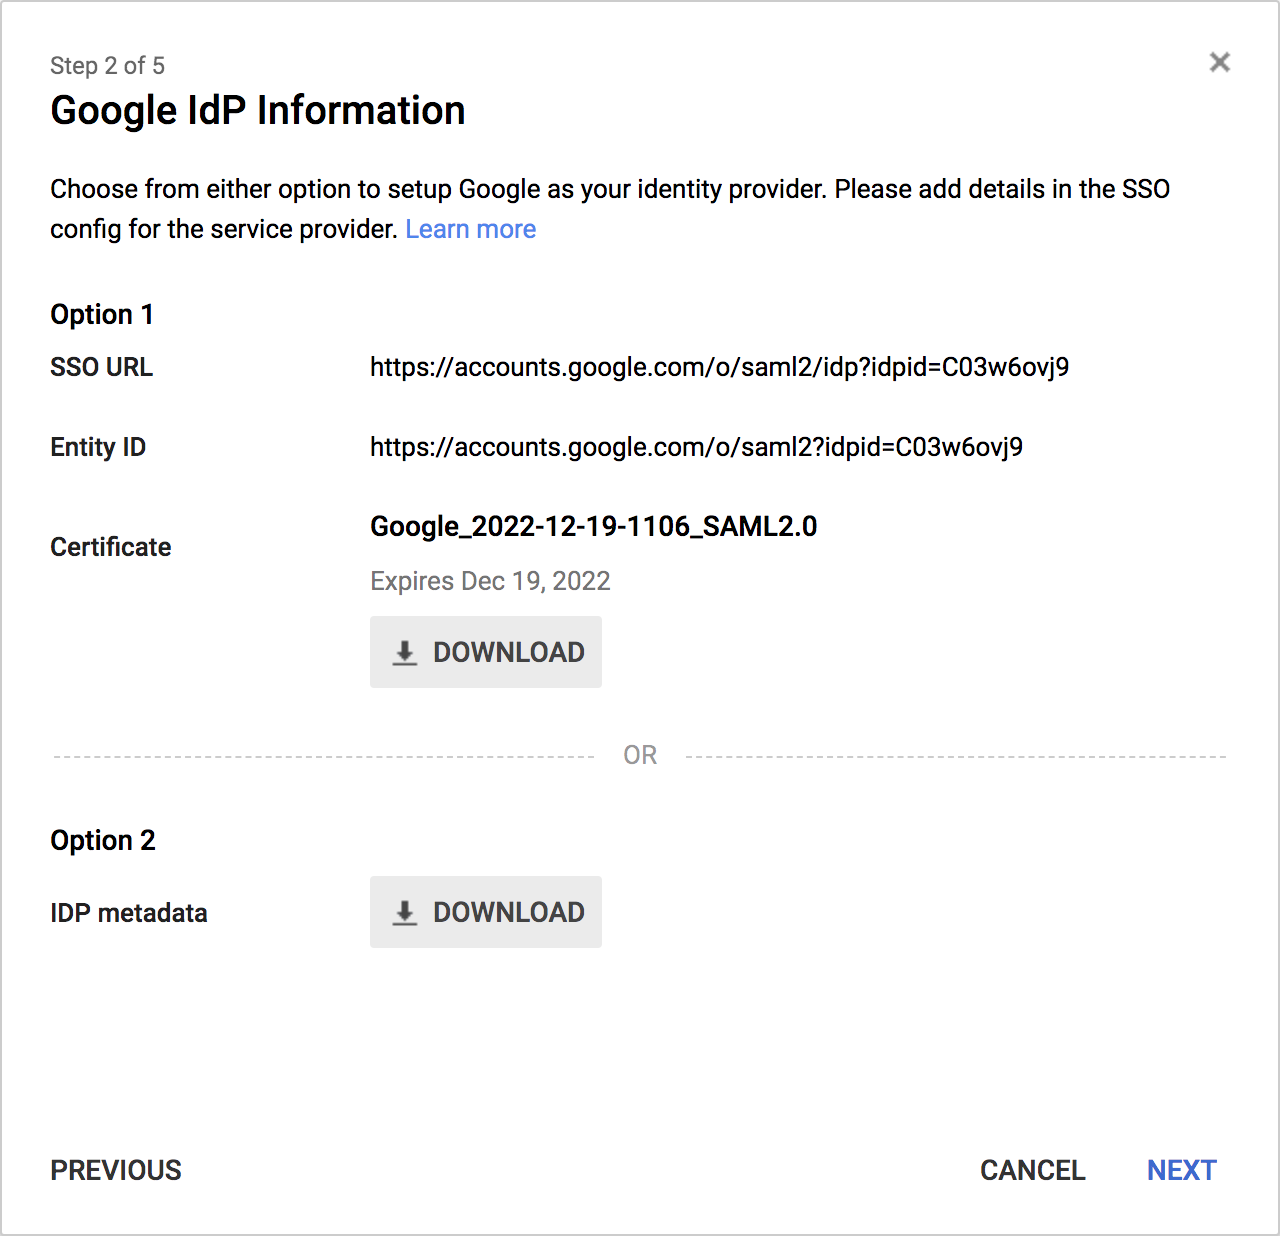 Step 2 of 5
Google IdP Information
Choose from either option to setup Google as your identity provider. Please add details in the SSO
config for the service provider. Learn more
Option 1
SSO URL https://accounts.google.com/o/saml2/idp?idpid=C03w6ovj9
Entity ID https://accounts.google.com/o/saml2?idpid=C03w6ovj9
Certificate Google_2022-12-19-1106_SAML2.0
Expires Dec 19, 2022
DOWNLOAD
OR
Option 2
IDP metadata DOWNLOAD
PREVIOUS CANCEL NEXT